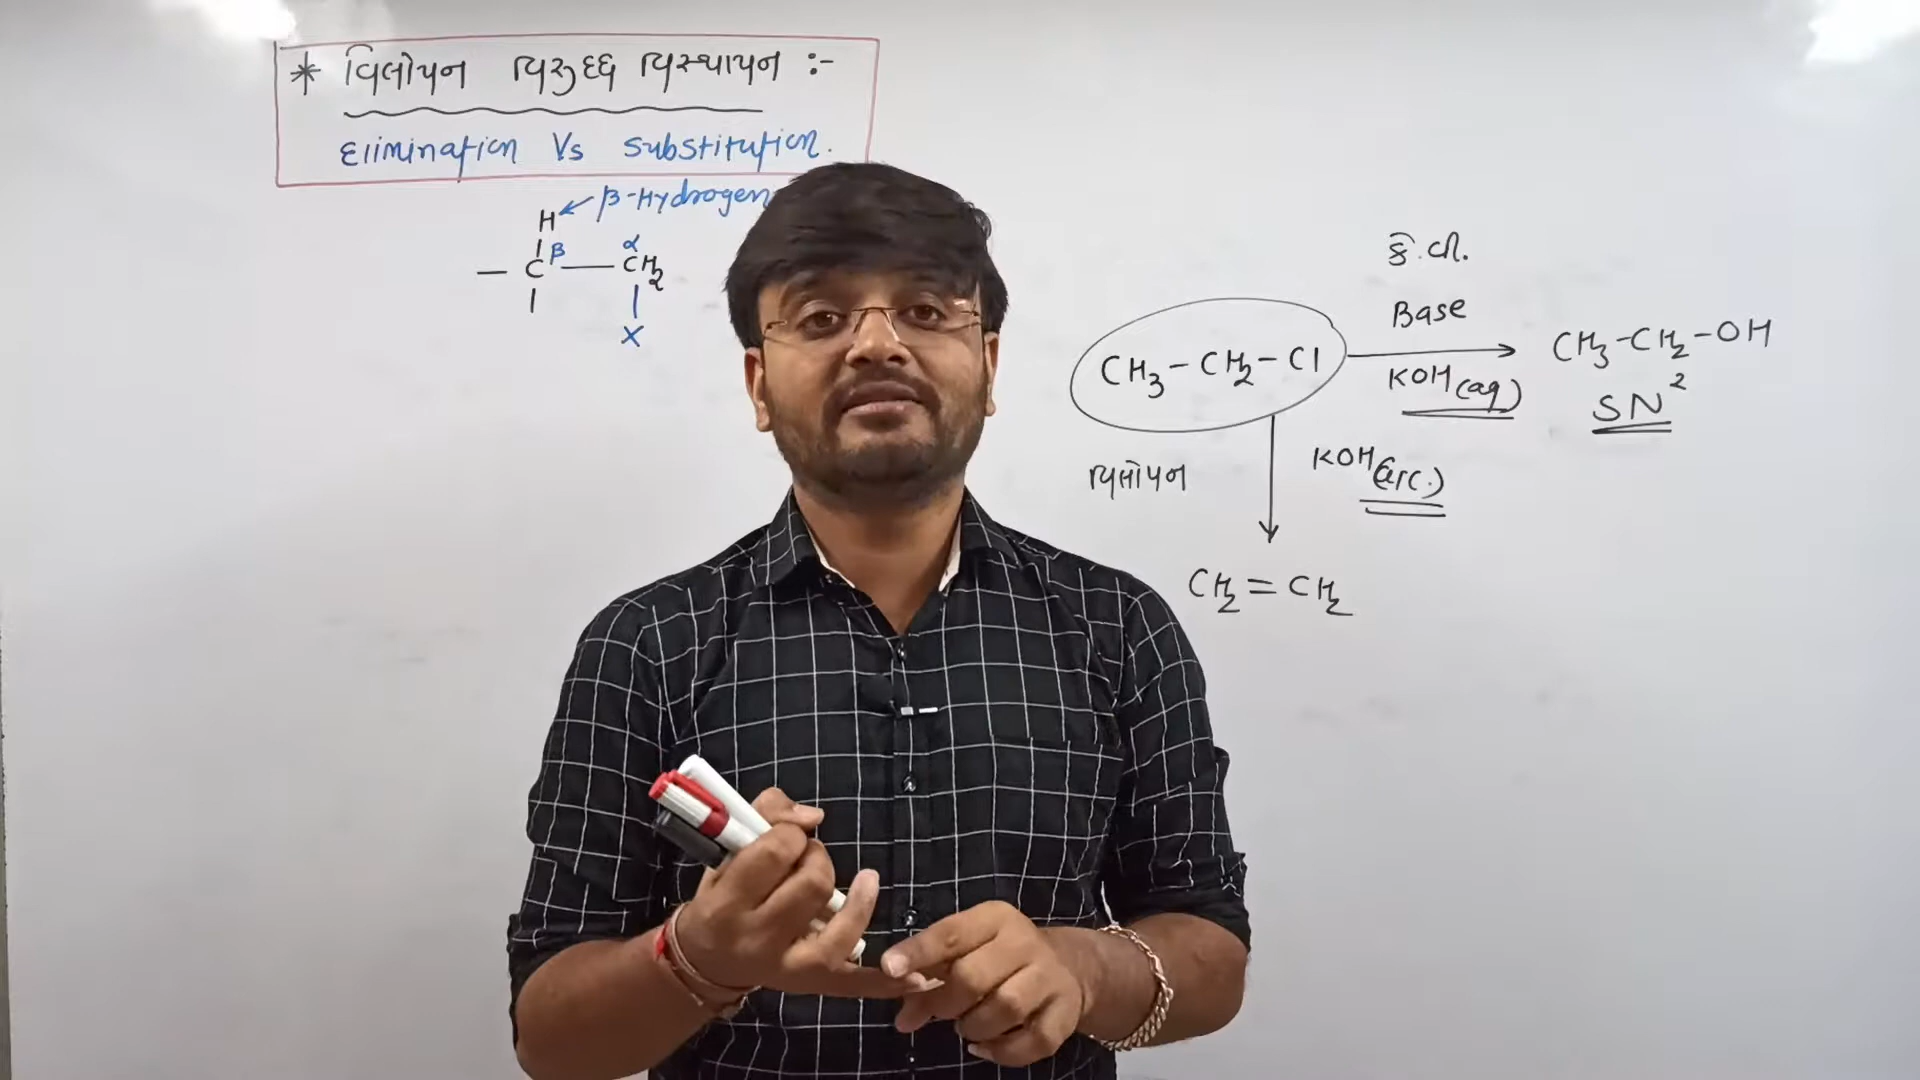 * વિલોપન વિરુદ્ધ વિસ્થાપન :-
Elimination Vs Substitution.
H ← β-Hydrogen
— C β — CH2 α
X
કે.થી.
Base
CH3 – CH2 – Cl → CH3 – CH2 – OH
KOH(aq)
SN2
વિલોપન ↓ KOH(alc.)
CH2 = CH2